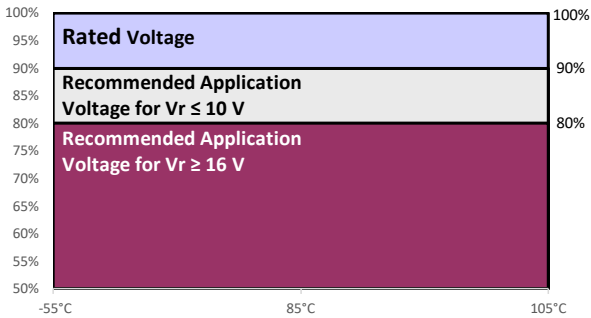 100%
95%
90%
85%
80%
75%
70%
65%
60%
55%
50%
Rated Voltage
Recommended Application
Voltage for Vr ≤ 10 V
Recommended Application
Voltage for Vr ≥ 16 V
100%
90%
80%
-55°C
85°C
105°C